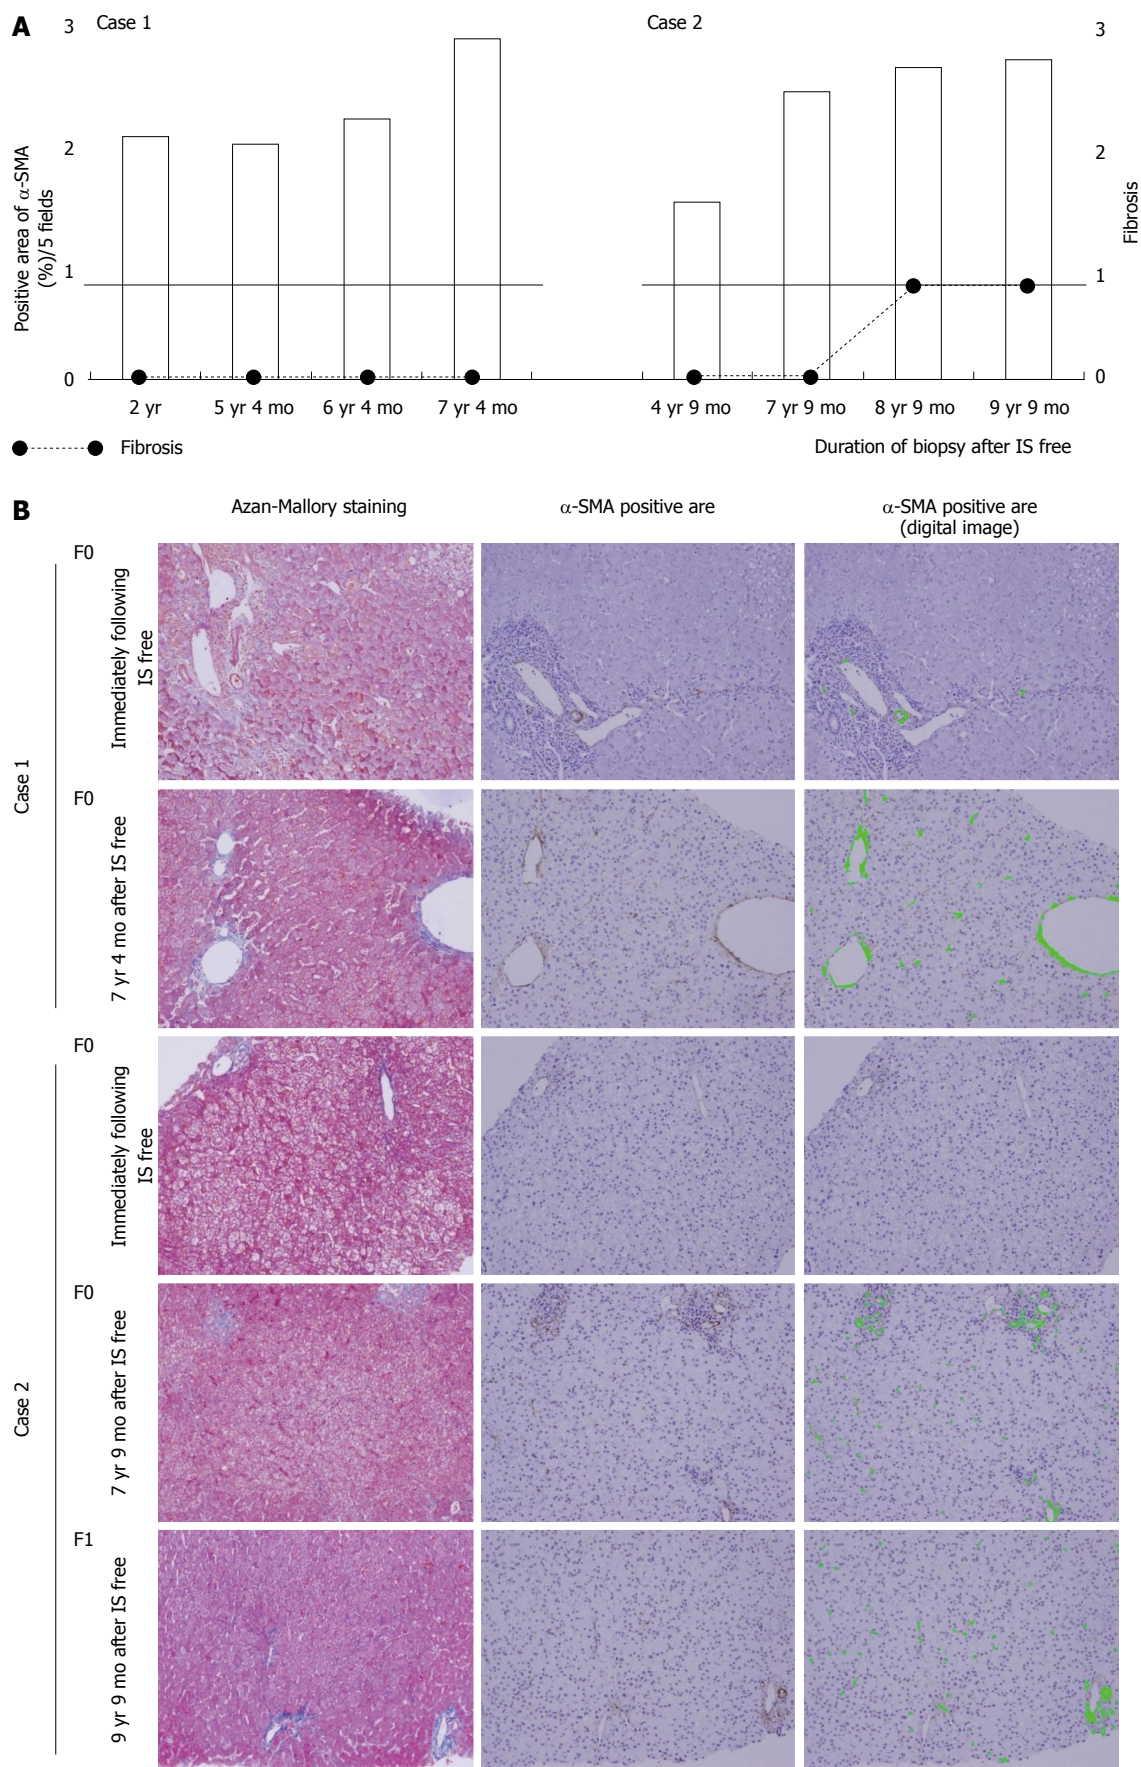 A
Case 1
Case 2
3
2
1
0
Positive area of α-SMA
(%)/5 fields
3
2
1
0
Fibrosis
2 yr
5 yr 4 mo
6 yr 4 mo
7 yr 4 mo
4 yr 9 mo
7 yr 9 mo
8 yr 9 mo
9 yr 9 mo
Fibrosis
Duration of biopsy after IS free
B
Azan-Mallory staining
α-SMA positive are
α-SMA positive are
(digital image)
Case 1
F0
Immediately following
IS free
F0
7 yr 4 mo after IS free
Case 2
F0
Immediately following
IS free
F0
7 yr 9 mo after IS free
F1
9 yr 9 mo after IS free